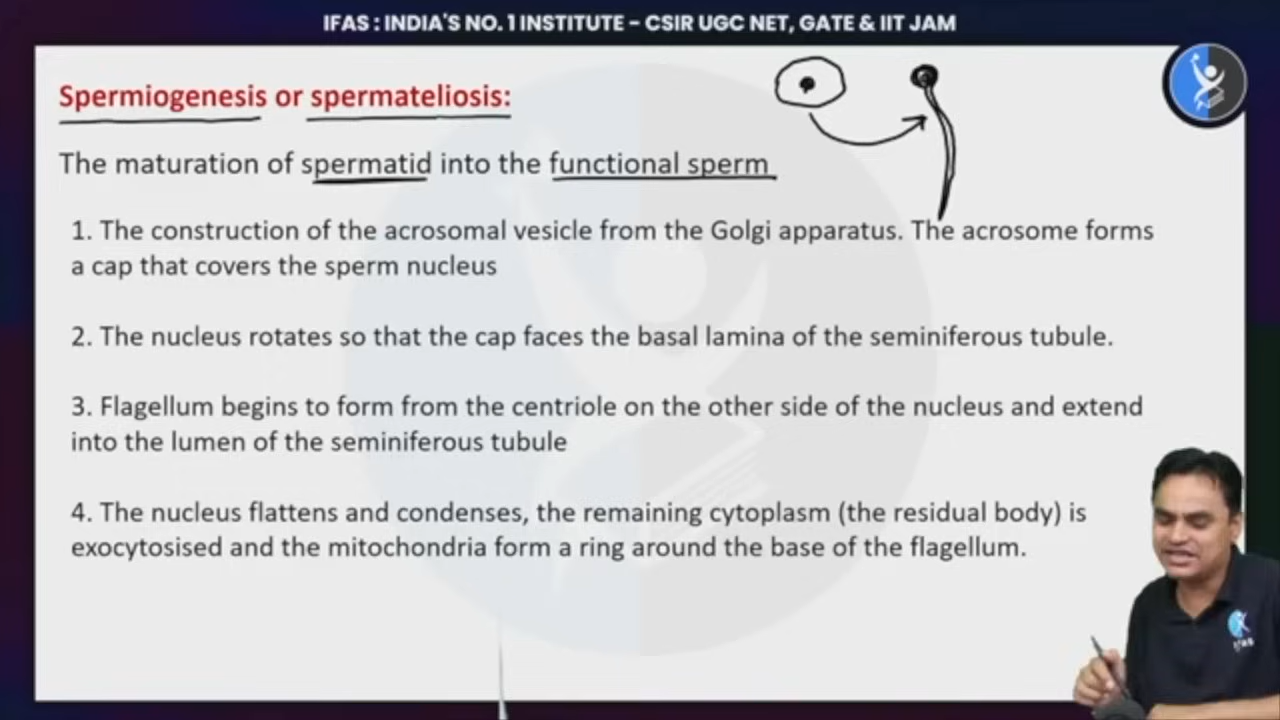 IFAS : INDIA'S NO. 1 INSTITUTE - CSIR UGC NET, GATE & IIT JAM
Spermiogenesis or spermateliosis:
The maturation of spermatid into the functional sperm
1. The construction of the acrosomal vesicle from the Golgi apparatus. The acrosome forms
a cap that covers the sperm nucleus
2. The nucleus rotates so that the cap faces the basal lamina of the seminiferous tubule.
3. Flagellum begins to form from the centriole on the other side of the nucleus and extend
into the lumen of the seminiferous tubule
4. The nucleus flattens and condenses, the remaining cytoplasm (the residual body) is
exocytosised and the mitochondria form a ring around the base of the flagellum.
IFAS